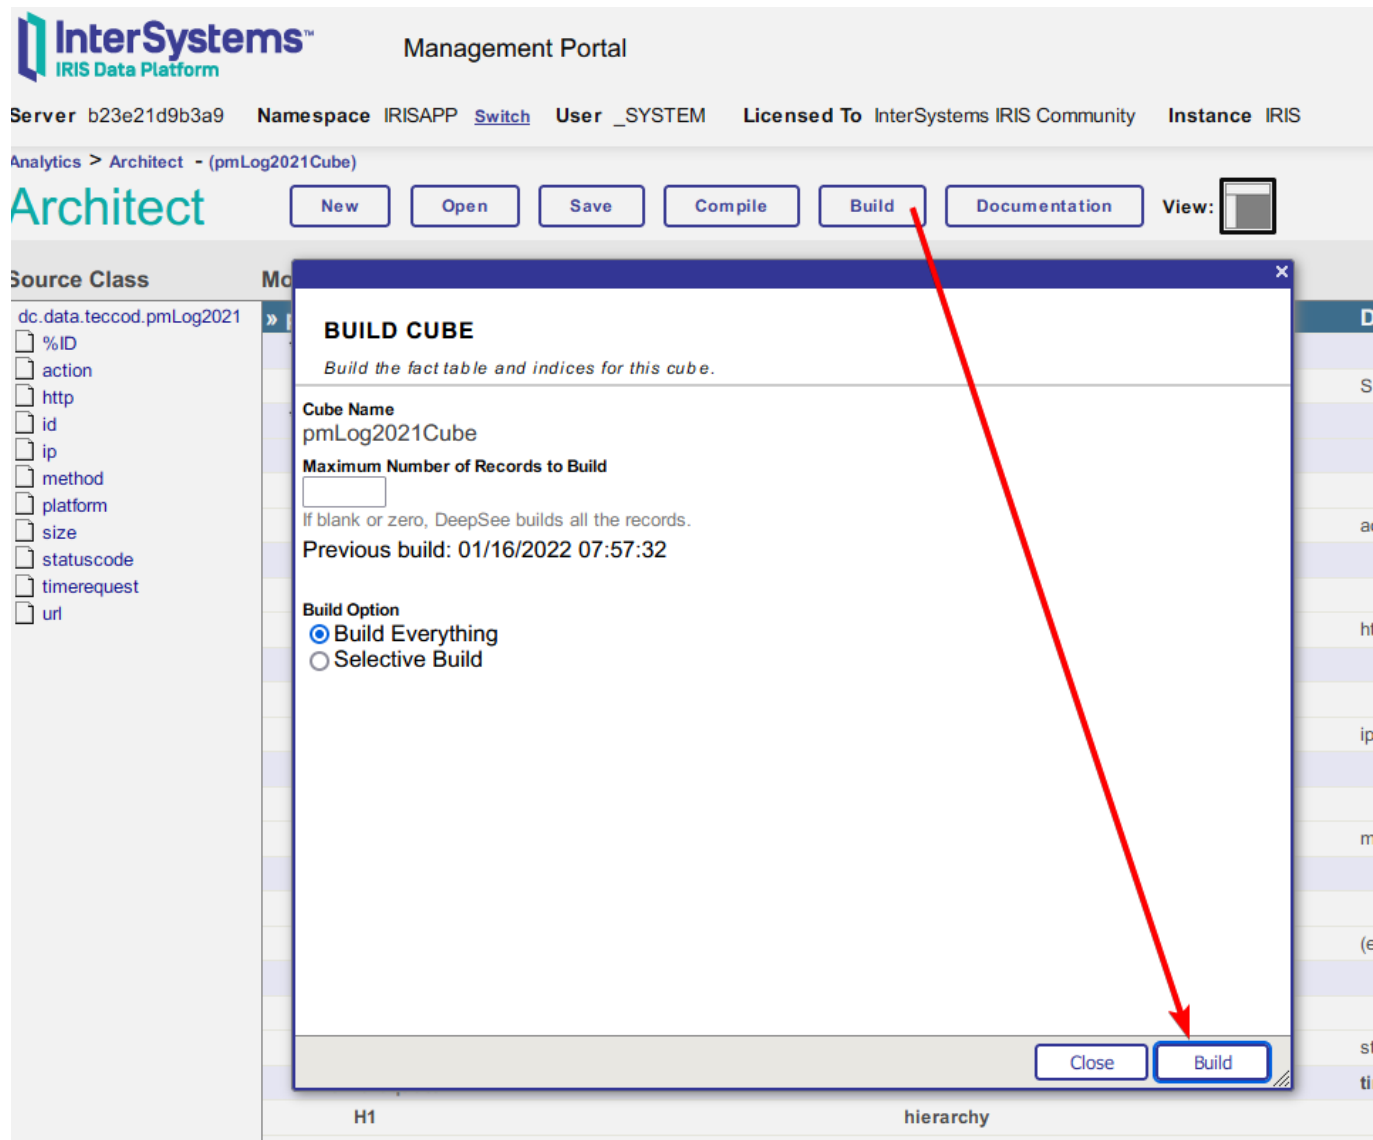 InterSystems™
IRIS Data Platform
Management Portal
Server b23e21d9b3a9 Namespace IRISAPP Switch User _SYSTEM Licensed To InterSystems IRIS Community Instance IRIS
Analytics > Architect - (pmLog2021Cube)
Architect New Open Save Compile Build Documentation View:
Source Class
dc.data.teccod.pmLog2021
%ID
action
http
id
ip
method
platform
size
statuscode
timerequest
url
BUILD CUBE
Build the fact table and indices for this cube.
Cube Name
pmLog2021Cube
Maximum Number of Records to Build
If blank or zero, DeepSee builds all the records.
Previous build: 01/16/2022 07:57:32
Build Option
Build Everything
Selective Build
Close Build
H1 hierarchy